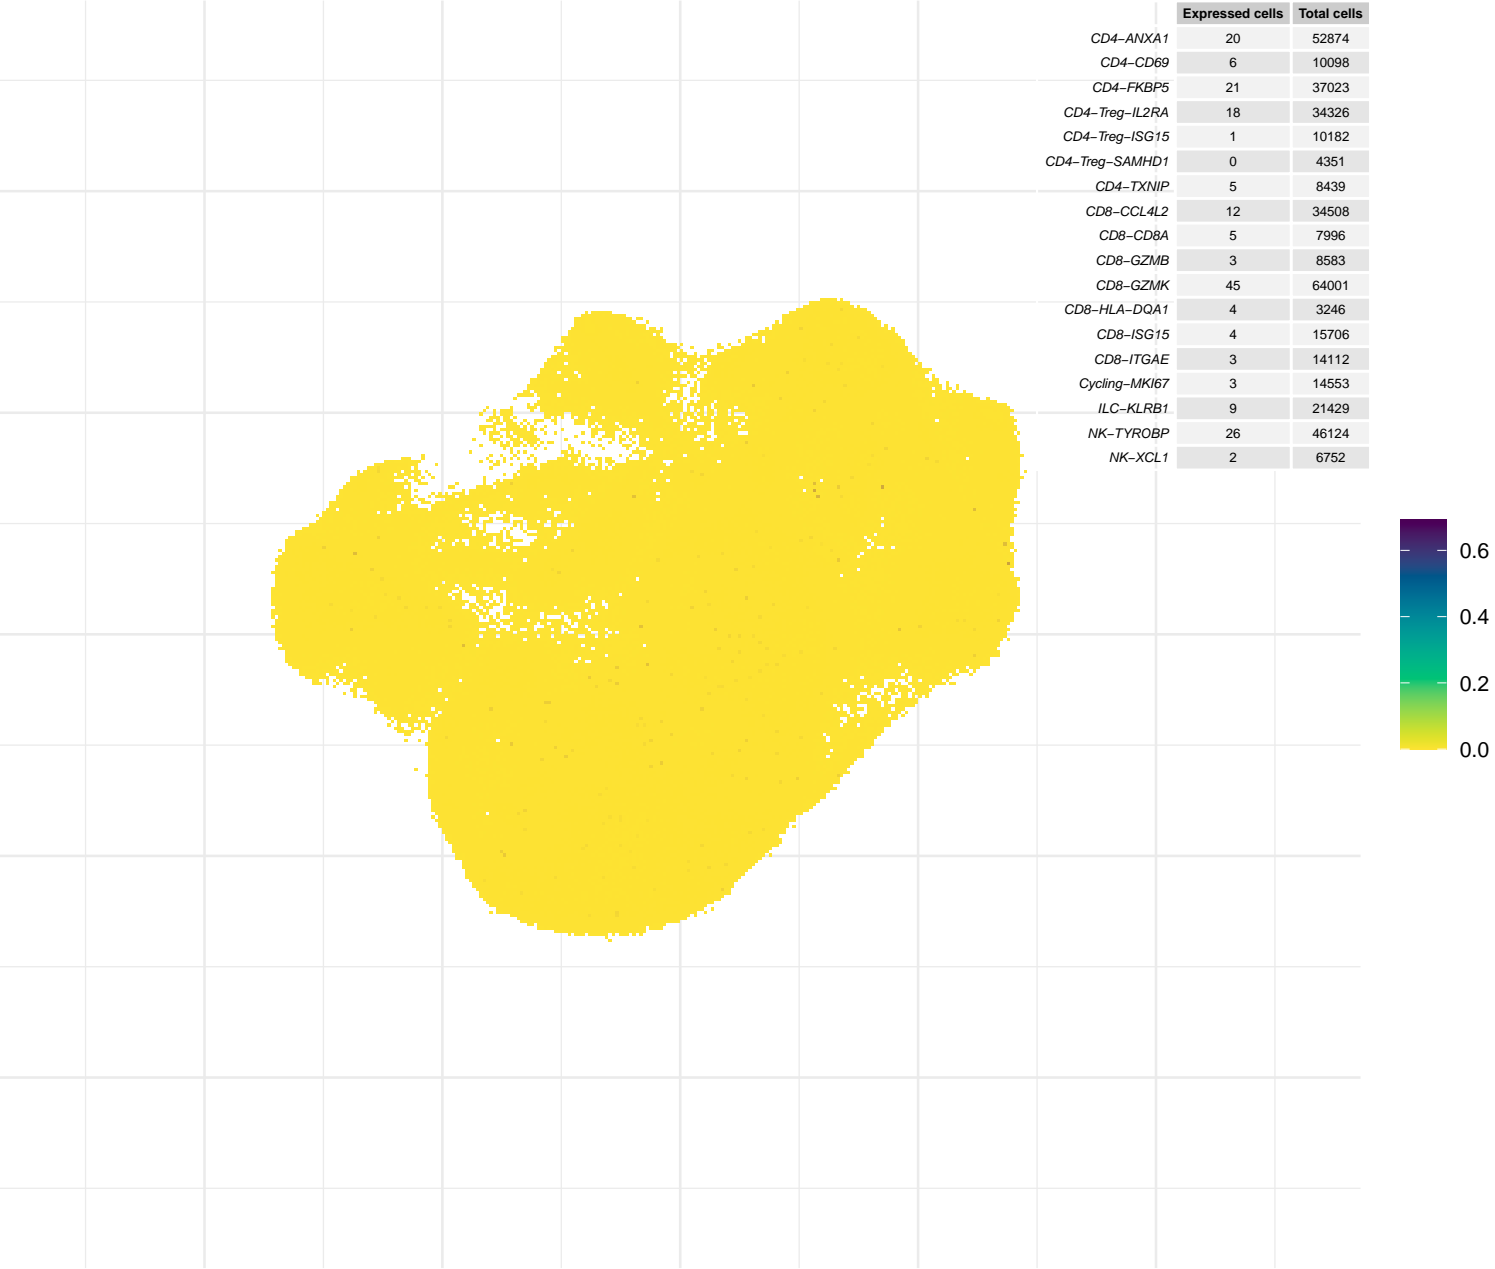 Expressed cells Total cells
CD4−ANXA1 20 52874
CD4−CD69 6 10098
CD4−FKBP5 21 37023
CD4−Treg−IL2RA 18 34326
CD4−Treg−ISG15 1 10182
CD4−Treg−SAMHD1 0 4351
CD4−TXNIP 5 8439
CD8−CCL4L2 12 34508
CD8−CD8A 5 7996
CD8−GZMB 3 8583
CD8−GZMK 45 64001
CD8−HLA−DQA1 4 3246
CD8−ISG15 4 15706
CD8−ITGAE 3 14112
Cycling−MKI67 3 14553
ILC−KLRB1 9 21429
NK−TYROBP 26 46124
NK−XCL1 2 6752
0.6
0.4
0.2
0.0